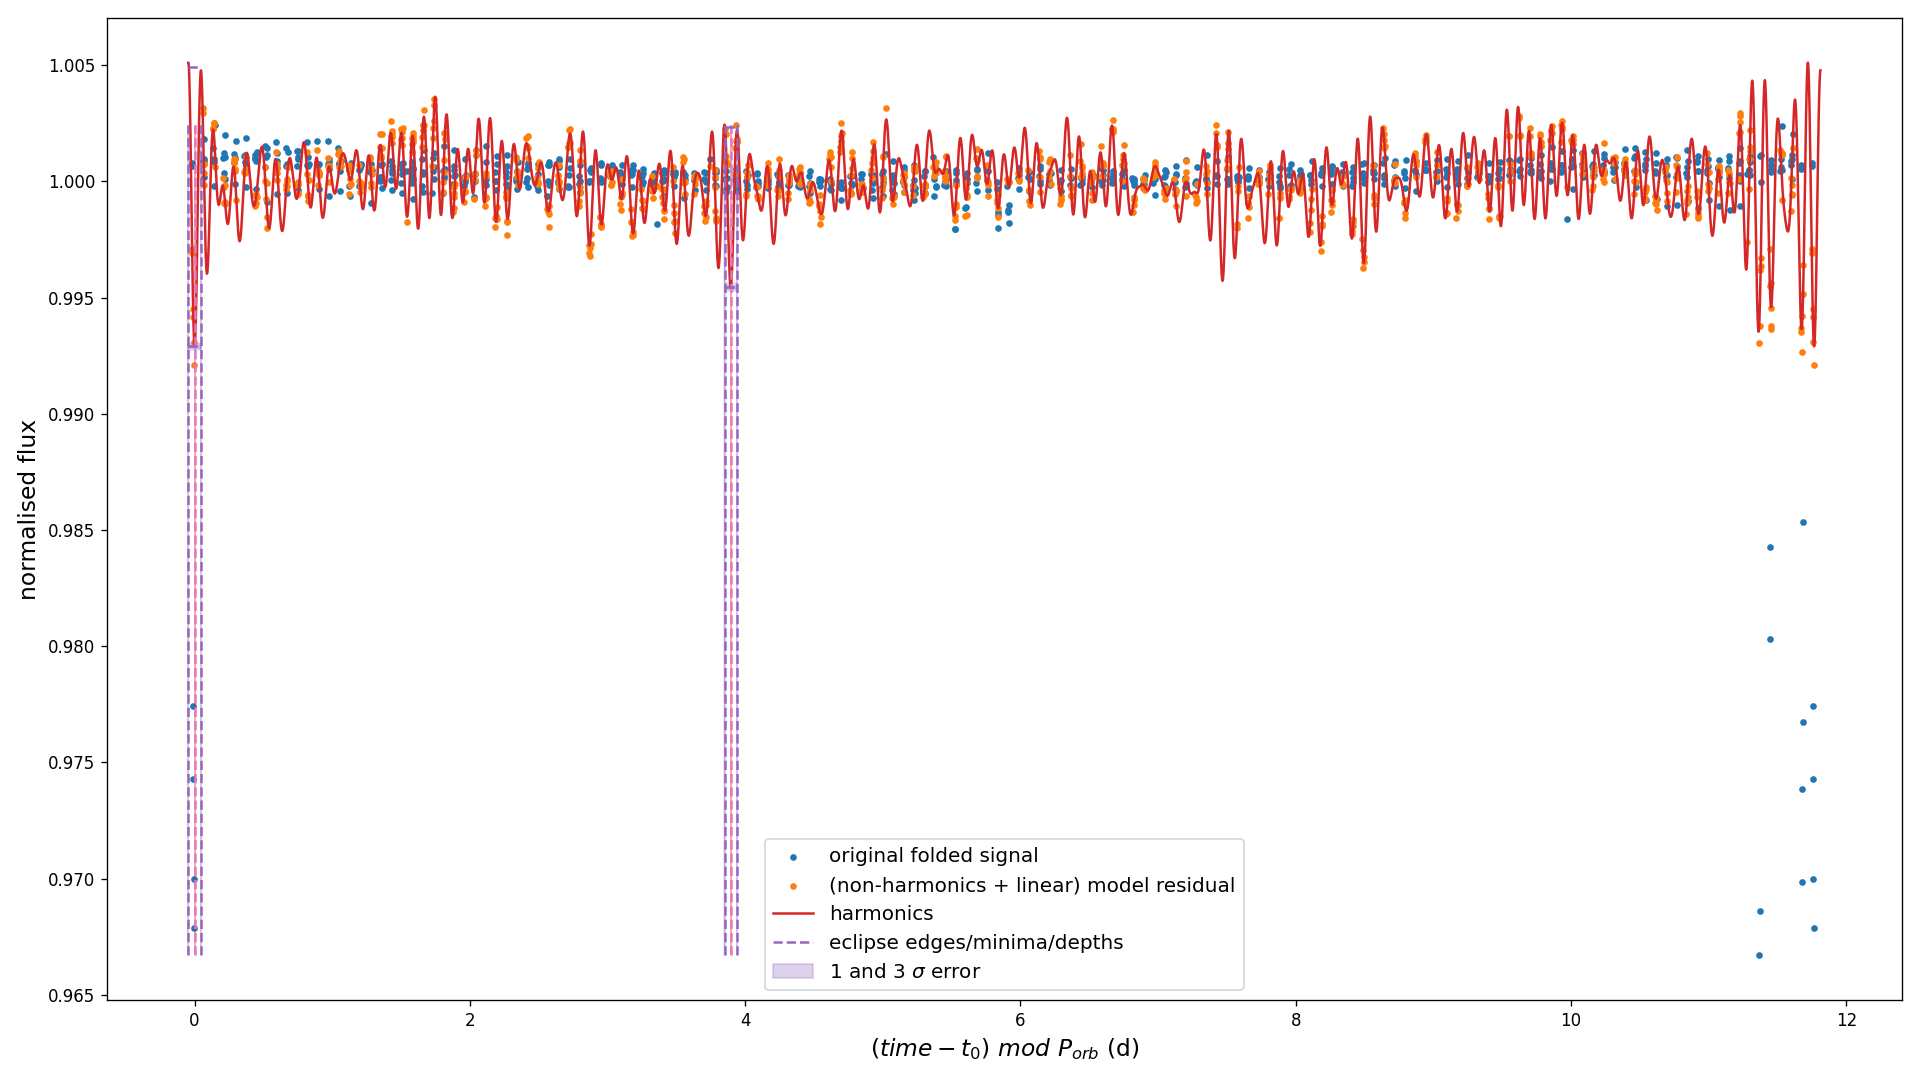 1.005
1.000
0.995
0.990
0.985
0.980
0.975
0.970
0.965
normalised flux
original folded signal
(non-harmonics + linear) model residual
harmonics
eclipse edges/minima/depths
1 and 3 σ error
0 2 4 6 8 10 12
(time − t₀) mod Pₒᵣb (d)